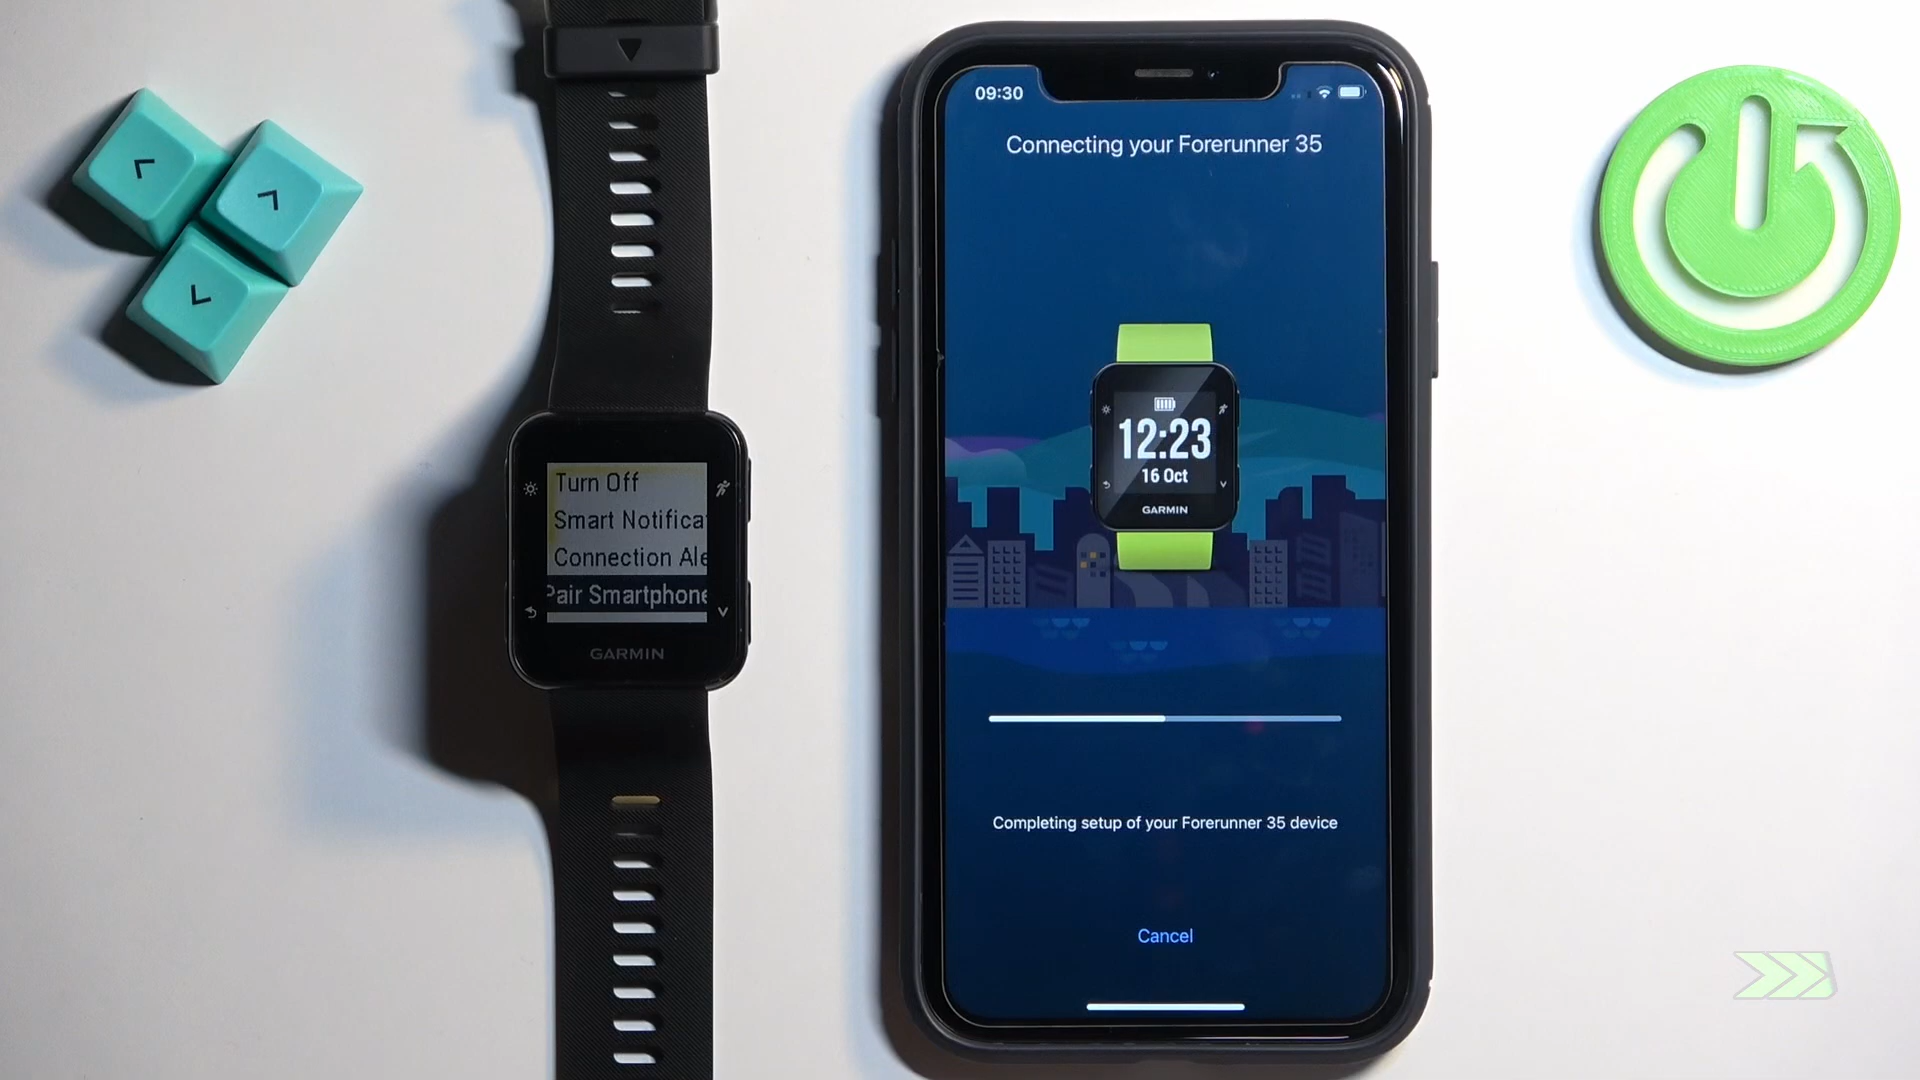 09:30
Connecting your Forerunner 35
12:23
16 Oct
GARMIN
Completing setup of your Forerunner 35 device
Cancel
Turn Off
Smart Notifica
Connection Ale
Pair Smartphone
GARMIN